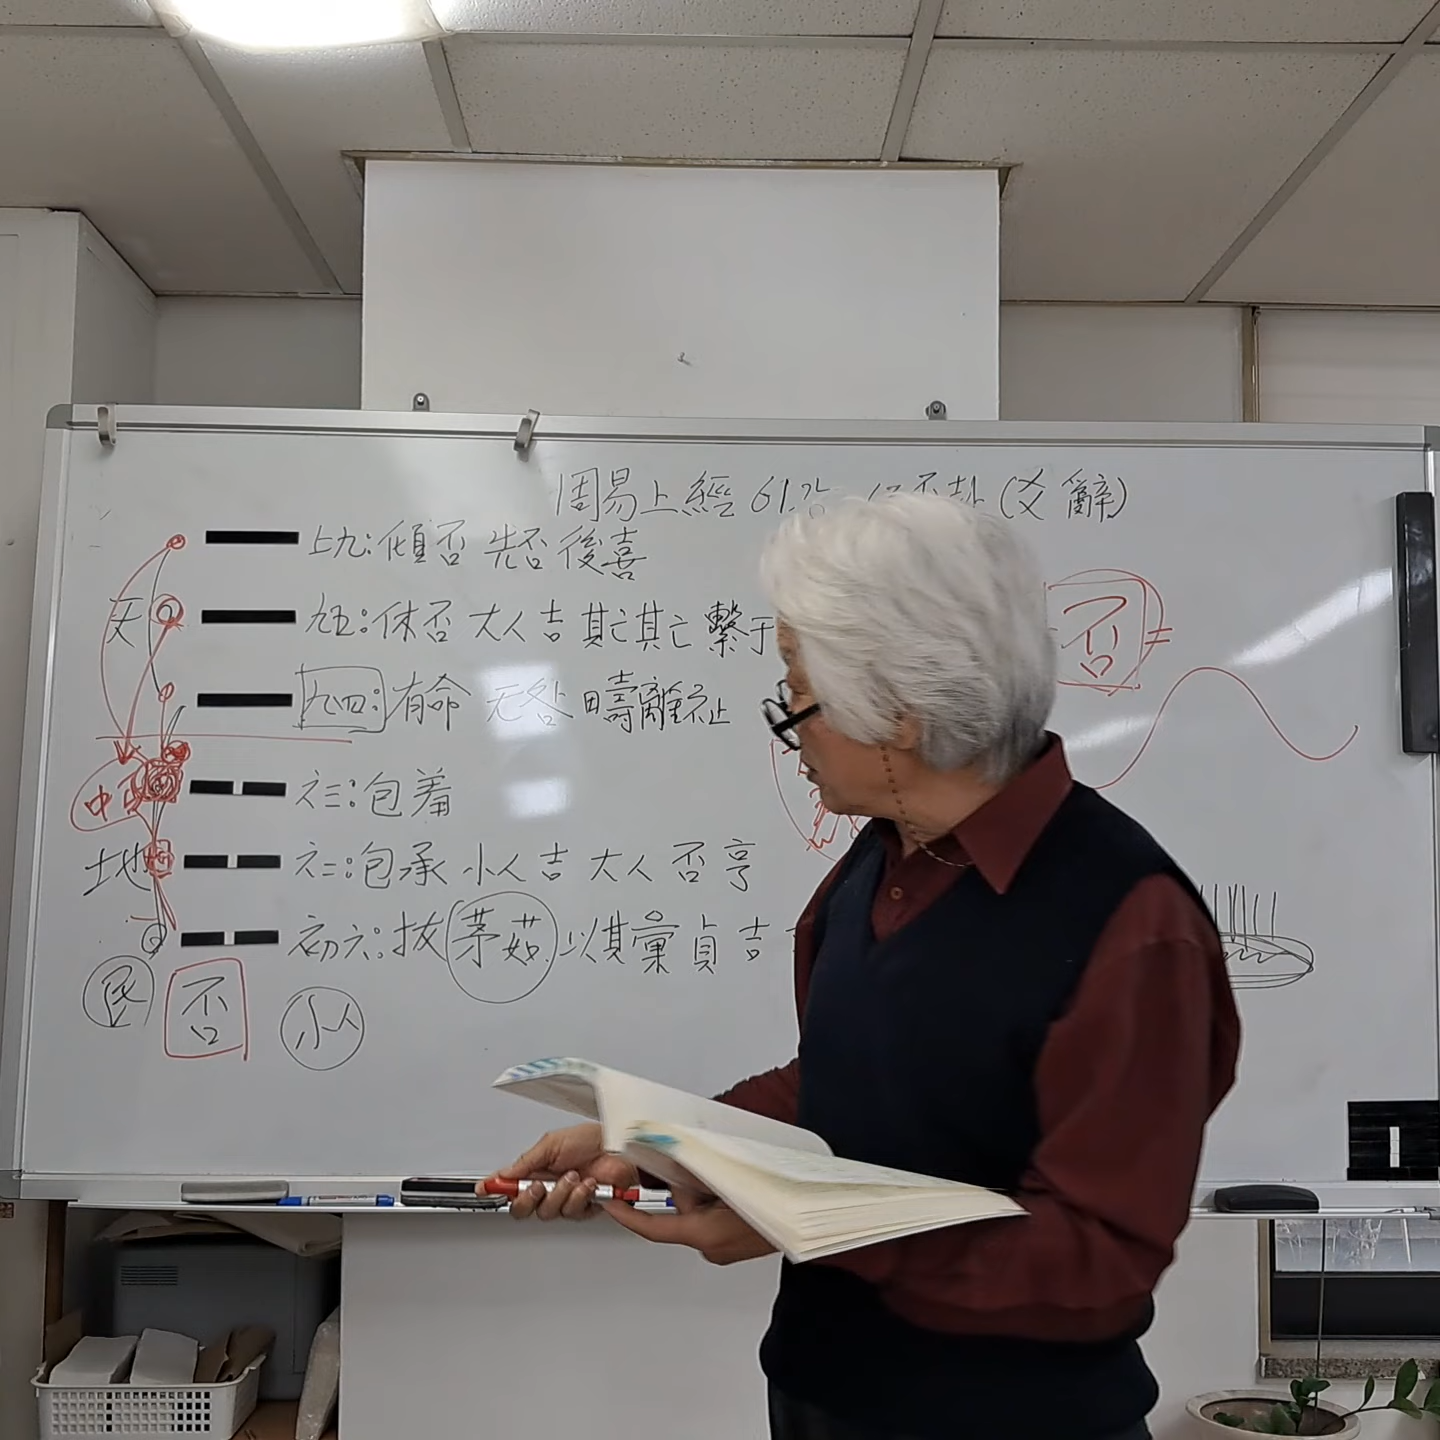 周易上經 61강 12否卦(爻辭)
上九:傾否 先否 後喜
否=
天
九五:休否 大人吉 其亡其亡 繫于
九四:有命 无咎 疇離祉
六三:包羞
中正
地
六二:包承 小人吉 大人 否亨
初六:抜茅茹 以其彙 貞吉
民
否
小人